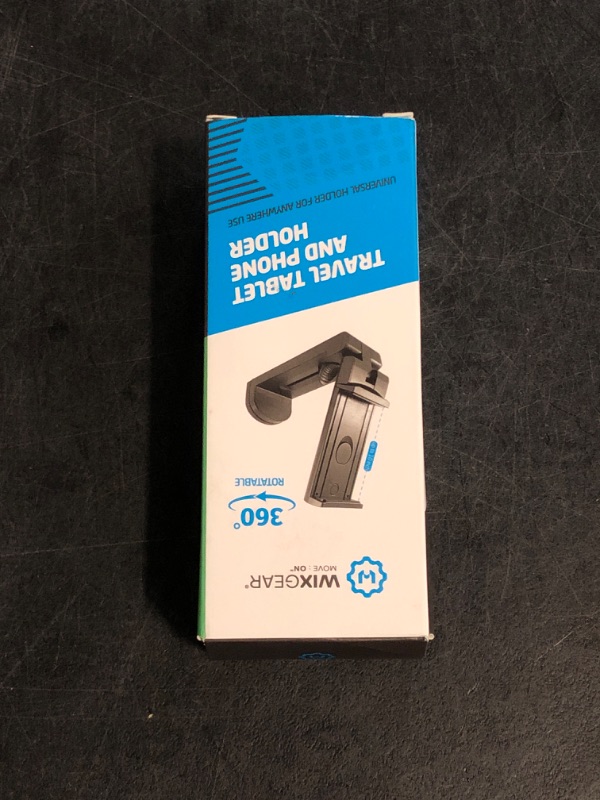 WIXGEAR®
MOVE : ON™
360°
ROTATABLE
TRAVEL TABLET
AND PHONE
HOLDER
UNIVERSAL HOLDER FOR ANYWHERE USE